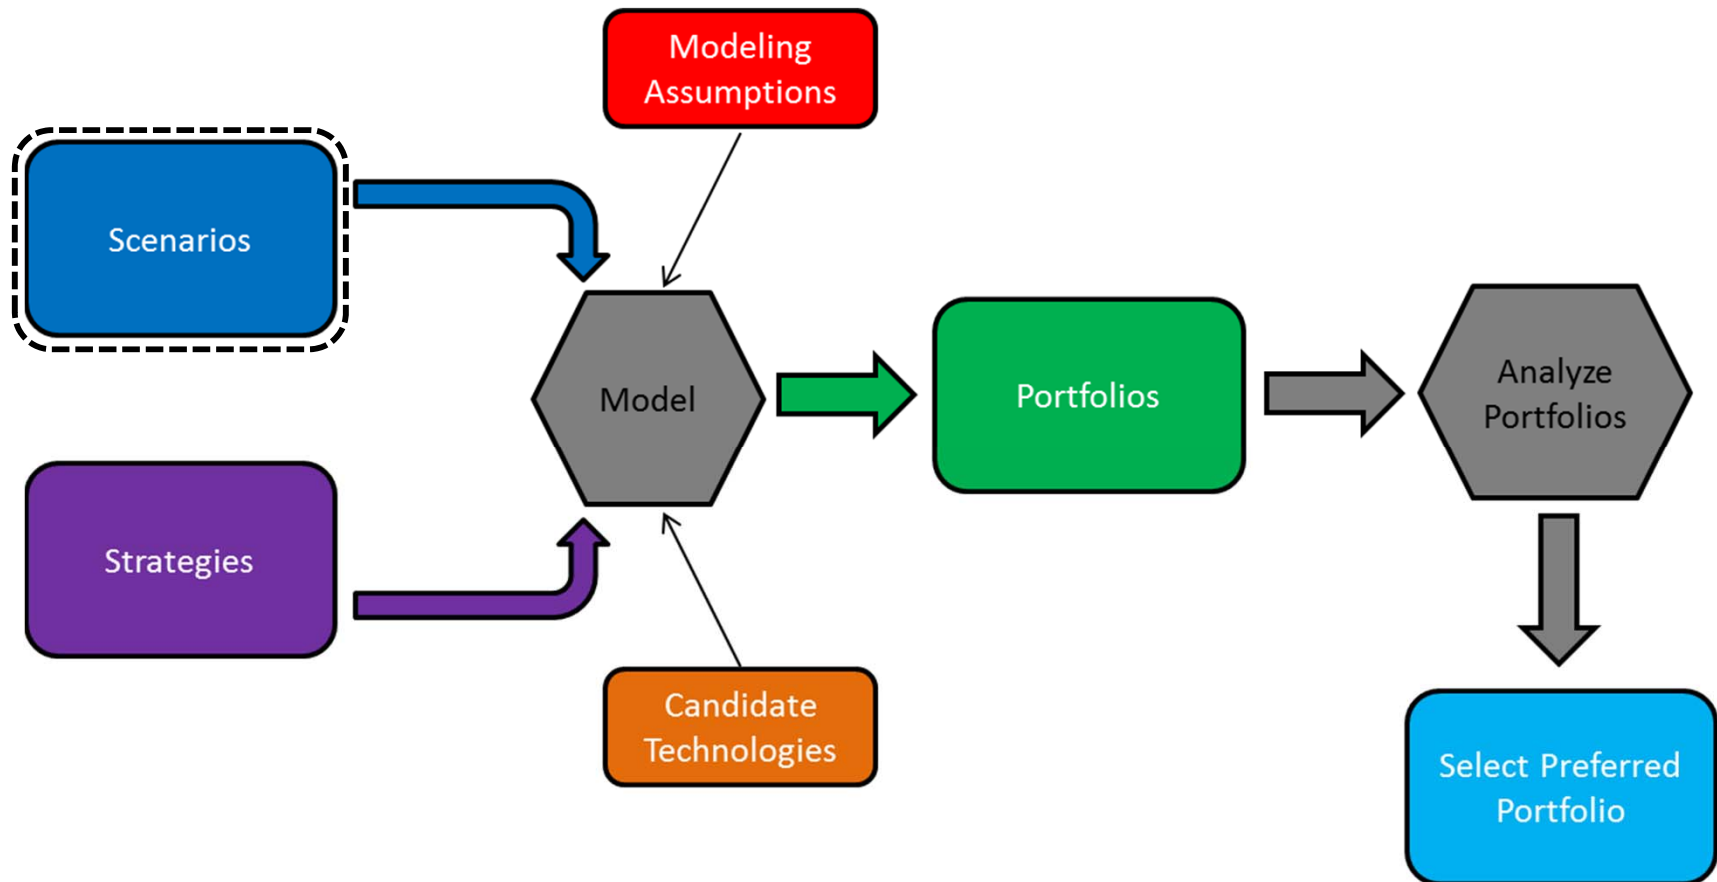 Modeling
Assumptions
Scenarios
Model
Portfolios
Analyze
Portfolios
Strategies
Candidate
Technologies
Select Preferred
Portfolio